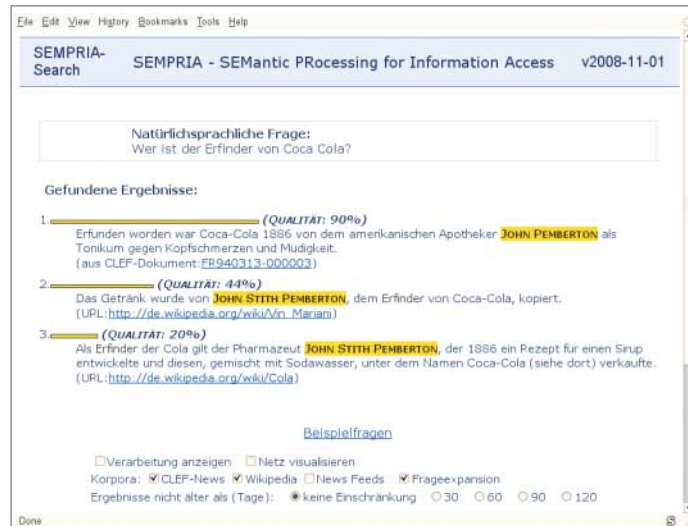 File Edit View History Bookmarks Tools Help
SEMPRIA-
Search
SEMPRIA - SEMantic PRocessing for Information Access
v2008-11-01
Natürlichsprachliche Frage:
Wer ist der Erfinder von Coca Cola?
Gefundene Ergebnisse:
1. (QUALITÄT: 90%)
Erfunden worden war Coca-Cola 1886 von dem amerikanischen Apotheker JOHN PEMBERTON als
Tonikum gegen Kopfschmerzen und Müdigkeit.
(aus CLEF-Dokument:FR940313-000003)
2. (QUALITÄT: 44%)
Das Getränk wurde von JOHN STITH PEMBERTON, dem Erfinder von Coca-Cola, kopiert.
(URL:http://de.wikipedia.org/wiki/Vin_Mariani)
3. (QUALITÄT: 20%)
Als Erfinder der Cola gilt der Pharmazeut JOHN STITH PEMBERTON, der 1886 ein Rezept für einen Sirup
entwickelte und diesen, gemischt mit Sodawasser, unter dem Namen Coca-Cola (siehe dort) verkaufte.
(URL:http://de.wikipedia.org/wiki/Cola)
Beispielfragen
Verarbeitung anzeigen Netz visualisieren
Korpora: CLEF-News Wikipedia News Feeds Frageexpansion
Ergebnisse nicht älter als (Tage): keine Einschränkung 30 60 90 120
Done